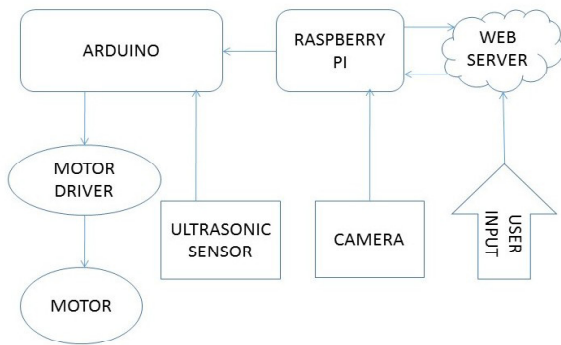 ARDUINO
RASPBERRY
PI
WEB
SERVER
MOTOR
DRIVER
ULTRASONIC
SENSOR
CAMERA
USER
INPUT
MOTOR